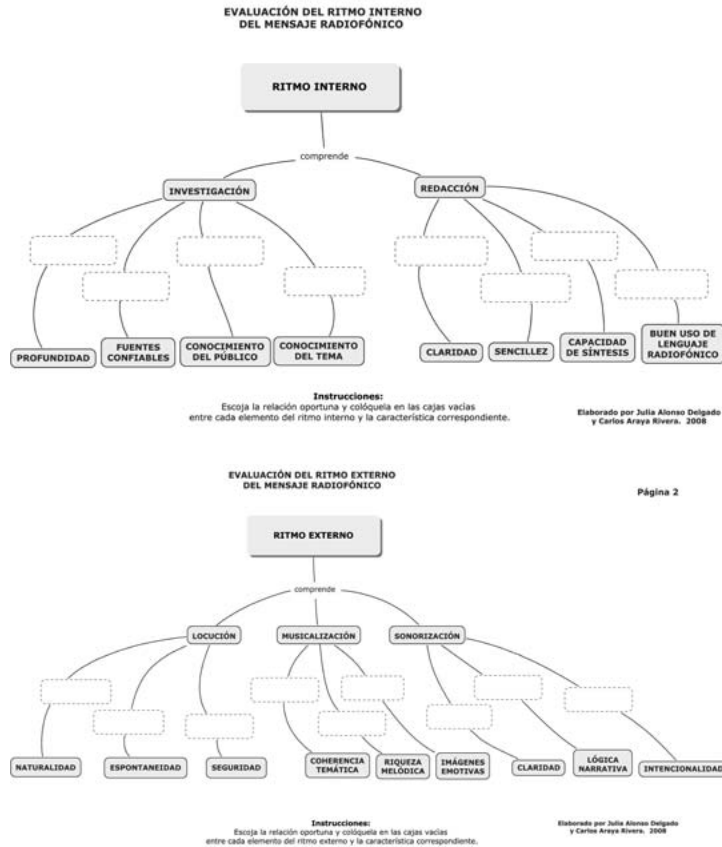 EVALUACIÓN DEL RITMO INTERNO
DEL MENSAJE RADIOFÓNICO
RITMO INTERNO
comprende
INVESTIGACIÓN
REDACCIÓN
PROFUNDIDAD
FUENTES
CONFIABLES
CONOCIMIENTO
DEL PÚBLICO
CONOCIMIENTO
DEL TEMA
CLARIDAD
SENCILLEZ
CAPACIDAD
DE SÍNTESIS
BUEN USO DE
LENGUAJE
RADIOFÓNICO
Instrucciones:
Escoja la relación oportuna y colóquela en las cajas vacías
entre cada elemento del ritmo interno y la característica correspondiente.
Elaborado por Julia Alonso Delgado
y Carlos Araya Rivera. 2008
EVALUACIÓN DEL RITMO EXTERNO
DEL MENSAJE RADIOFÓNICO
Página 2
RITMO EXTERNO
comprende
LOCUCIÓN
MUSICALIZACIÓN
SONORIZACIÓN
NATURALIDAD
ESPONTANEIDAD
SEGURIDAD
COHERENCIA
TEMÁTICA
RIQUEZA
MELÓDICA
IMÁGENES
EMOTIVAS
CLARIDAD
LÓGICA
NARRATIVA
INTENCIONALIDAD
Instrucciones:
Escoja la relación oportuna y colóquela en las cajas vacías
entre cada elemento del ritmo externo y la característica correspondiente.
Elaborado por Julia Alonso Delgado
y Carlos Araya Rivera. 2008